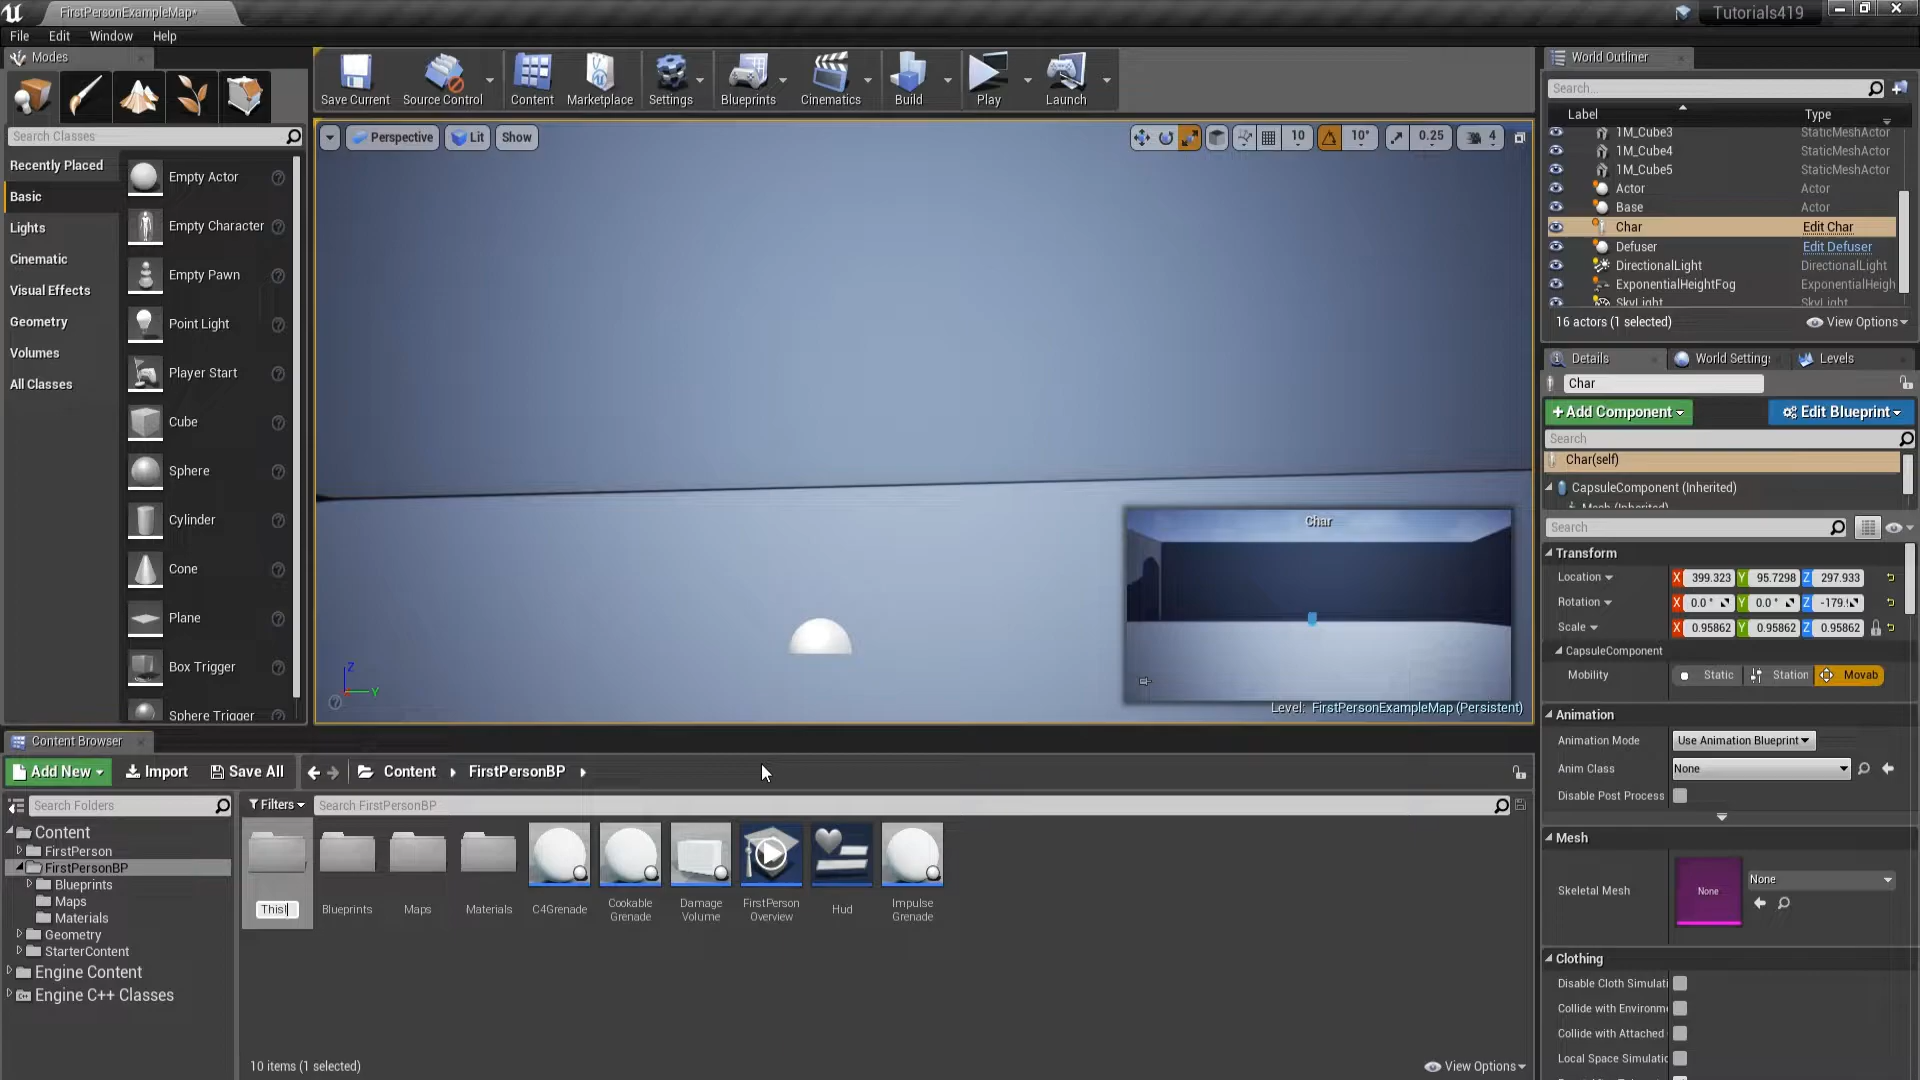 FirstPersonExampleMap*
Tutorials419
File Edit Window Help
Modes
Search Classes
Recently Placed
Basic
Lights
Cinematic
Visual Effects
Geometry
Volumes
All Classes
Empty Actor
Empty Character
Empty Pawn
Point Light
Player Start
Cube
Sphere
Cylinder
Cone
Plane
Box Trigger
Sphere Trigger
Save Current
Source Control
Content
Marketplace
Settings
Blueprints
Cinematics
Build
Play
Launch
Perspective
Lit
Show
10
10°
0.25
4
Char
Z
Y
Level: FirstPersonExampleMap (Persistent)
World Outliner
Search...
Label Type
1M_Cube3 StaticMeshActor
1M_Cube4 StaticMeshActor
1M_Cube5 StaticMeshActor
Actor Actor
Base Actor
Char Edit Char
Defuser Edit Defuser
DirectionalLight DirectionalLight
ExponentialHeightFog ExponentialHeigh
SkyLight SkyLight
16 actors (1 selected)
View Options
Details
World Settings
Levels
Char
+Add Component
Edit Blueprint
Search
Char(self)
CapsuleComponent (Inherited)
Mesh (Inherited)
Search
Transform
Location X 399.323 Y 95.7298 Z 297.933
Rotation X 0.0 ° Y 0.0 ° Z -179.
Scale X 0.95862 Y 0.95862 Z 0.95862
CapsuleComponent
Mobility Static Station Movab
Animation
Animation Mode Use Animation Blueprint
Anim Class None
Disable Post Process
Mesh
Skeletal Mesh None None
Clothing
Disable Cloth Simulati
Collide with Environme
Collide with Attached
Local Space Simulatio
Content Browser
Add New
Import
Save All
Content
FirstPersonBP
Search Folders
Filters
Search FirstPersonBP
Content
FirstPerson
FirstPersonBP
Blueprints
Maps
Materials
Geometry
StarterContent
Engine Content
Engine C++ Classes
This
Blueprints
Maps
Materials
C4Grenade
Cookable Grenade
Damage Volume
FirstPerson Overview
Hud
Impulse Grenade
10 items (1 selected)
View Options